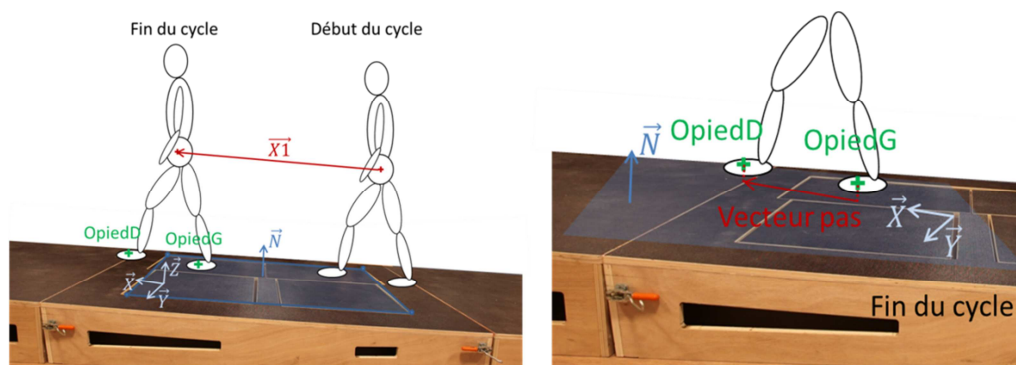 Fin du cycle
Début du cycle
X1
OpiedD
OpiedG
N
Z
X
Y
OpiedD
OpiedG
N
X
Y
Vecteur pas
Fin du cycle